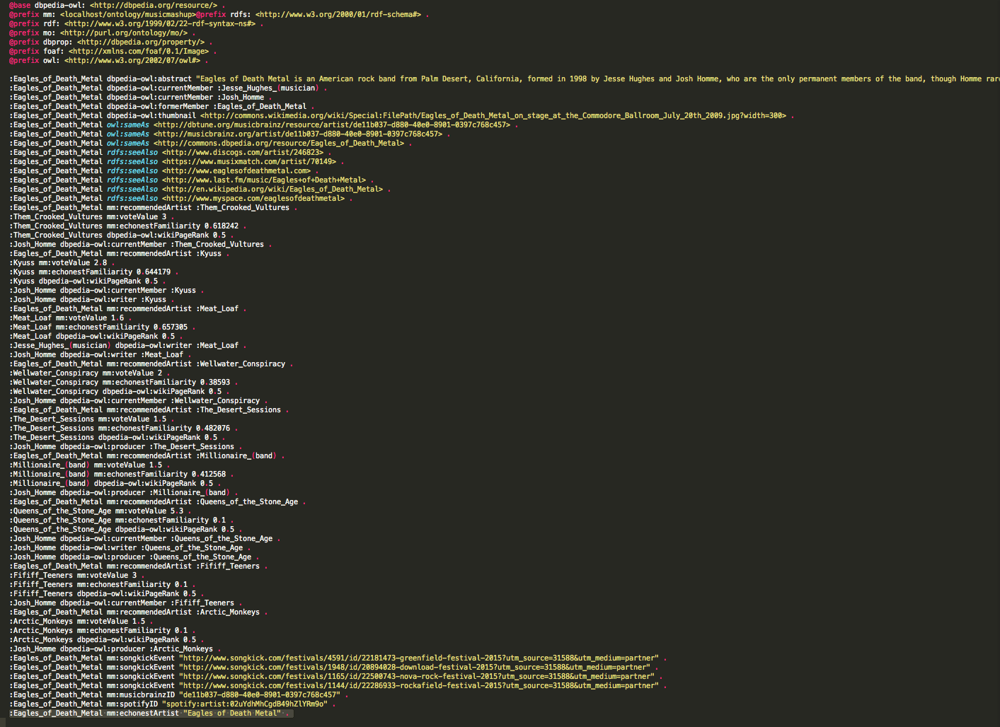 @base dbpedia-owl: <http://dbpedia.org/resource/> .
@prefix mm: <localhost/ontology/musicmashup>@prefix rdfs: <http://www.w3.org/2000/01/rdf-schema#> .
@prefix rdf: <http://www.w3.org/1999/02/22-rdf-syntax-ns#> .
@prefix mo: <http://purl.org/ontology/mo/> .
@prefix dbprop: <http://dbpedia.org/property/> .
@prefix foaf: <http://xmlns.com/foaf/0.1/Image> .
@prefix owl: <http://www.w3.org/2002/07/owl#> .
:Eagles_of_Death_Metal dbpedia-owl:abstract "Eagles of Death Metal is an American rock band from Palm Desert, California, formed in 1998 by Jesse Hughes and Josh Homme, who are the only permanent members of the band, though Homme rar
:Eagles_of_Death_Metal dbpedia-owl:currentMember :Jesse_Hughes_(musician) .
:Eagles_of_Death_Metal dbpedia-owl:currentMember :Josh_Homme .
:Eagles_of_Death_Metal dbpedia-owl:formerMember :Eagles_of_Death_Metal .
:Eagles_of_Death_Metal dbpedia-owl:thumbnail <http://commons.wikimedia.org/wiki/Special:FilePath/Eagles_of_Death_Metal_on_stage_at_the_Commodore_Ballroom_July_20th_2009.jpg?width=300> .
:Eagles_of_Death_Metal owl:sameAs <http://dbtune.org/musicbrainz/resource/artist/de11b037-d880-40e0-8901-0397c768c457> .
:Eagles_of_Death_Metal owl:sameAs <http://musicbrainz.org/artist/de11b037-d880-40e0-8901-0397c768c457> .
:Eagles_of_Death_Metal owl:sameAs <http://commons.dbpedia.org/resource/Eagles_of_Death_Metal> .
:Eagles_of_Death_Metal rdfs:seeAlso <http://www.discogs.com/artist/246823> .
:Eagles_of_Death_Metal rdfs:seeAlso <https://www.musixmatch.com/artist/70149> .
:Eagles_of_Death_Metal rdfs:seeAlso <http://www.eaglesofdeathmetal.com> .
:Eagles_of_Death_Metal rdfs:seeAlso <http://www.last.fm/music/Eagles+of+Death+Metal> .
:Eagles_of_Death_Metal rdfs:seeAlso <http://en.wikipedia.org/wiki/Eagles_of_Death_Metal> .
:Eagles_of_Death_Metal rdfs:seeAlso <http://www.myspace.com/eaglesofdeathmetal> .
:Eagles_of_Death_Metal mm:recommendedArtist :Them_Crooked_Vultures .
:Them_Crooked_Vultures mm:voteValue 3 .
:Them_Crooked_Vultures mm:echonestFamiliarity 0.618242 .
:Them_Crooked_Vultures dbpedia-owl:wikiPageRank 0.5 .
:Josh_Homme dbpedia-owl:currentMember :Them_Crooked_Vultures .
:Eagles_of_Death_Metal mm:recommendedArtist :Kyuss .
:Kyuss mm:voteValue 2.8 .
:Kyuss mm:echonestFamiliarity 0.644179 .
:Kyuss dbpedia-owl:wikiPageRank 0.5 .
:Josh_Homme dbpedia-owl:currentMember :Kyuss .
:Josh_Homme dbpedia-owl:writer :Kyuss .
:Eagles_of_Death_Metal mm:recommendedArtist :Meat_Loaf .
:Meat_Loaf mm:voteValue 1.6 .
:Meat_Loaf mm:echonestFamiliarity 0.657305 .
:Meat_Loaf dbpedia-owl:wikiPageRank 0.5 .
:Jesse_Hughes_(musician) dbpedia-owl:writer :Meat_Loaf .
:Josh_Homme dbpedia-owl:writer :Meat_Loaf .
:Eagles_of_Death_Metal mm:recommendedArtist :Wellwater_Conspiracy .
:Wellwater_Conspiracy mm:voteValue 2 .
:Wellwater_Conspiracy mm:echonestFamiliarity 0.38593 .
:Wellwater_Conspiracy dbpedia-owl:wikiPageRank 0.5 .
:Josh_Homme dbpedia-owl:currentMember :Wellwater_Conspiracy .
:Eagles_of_Death_Metal mm:recommendedArtist :The_Desert_Sessions .
:The_Desert_Sessions mm:voteValue 1.5 .
:The_Desert_Sessions mm:echonestFamiliarity 0.482076 .
:The_Desert_Sessions dbpedia-owl:wikiPageRank 0.5 .
:Josh_Homme dbpedia-owl:producer :The_Desert_Sessions .
:Eagles_of_Death_Metal mm:recommendedArtist :Millionaire_(band) .
:Millionaire_(band) mm:voteValue 1.5 .
:Millionaire_(band) mm:echonestFamiliarity 0.412568 .
:Millionaire_(band) dbpedia-owl:wikiPageRank 0.5 .
:Josh_Homme dbpedia-owl:producer :Millionaire_(band) .
:Eagles_of_Death_Metal mm:recommendedArtist :Queens_of_the_Stone_Age .
:Queens_of_the_Stone_Age mm:voteValue 5.3 .
:Queens_of_the_Stone_Age mm:echonestFamiliarity 0.1 .
:Queens_of_the_Stone_Age dbpedia-owl:wikiPageRank 0.5 .
:Josh_Homme dbpedia-owl:currentMember :Queens_of_the_Stone_Age .
:Josh_Homme dbpedia-owl:writer :Queens_of_the_Stone_Age .
:Josh_Homme dbpedia-owl:producer :Queens_of_the_Stone_Age .
:Eagles_of_Death_Metal mm:recommendedArtist :Fififf_Teeners .
:Fififf_Teeners mm:voteValue 3 .
:Fififf_Teeners mm:echonestFamiliarity 0.1 .
:Fififf_Teeners dbpedia-owl:wikiPageRank 0.5 .
:Josh_Homme dbpedia-owl:currentMember :Fififf_Teeners .
:Eagles_of_Death_Metal mm:recommendedArtist :Arctic_Monkeys .
:Arctic_Monkeys mm:voteValue 1.5 .
:Arctic_Monkeys mm:echonestFamiliarity 0.1 .
:Arctic_Monkeys dbpedia-owl:wikiPageRank 0.5 .
:Josh_Homme dbpedia-owl:producer :Arctic_Monkeys .
:Eagles_of_Death_Metal mm:songkickEvent "http://www.songkick.com/festivals/4591/id/22181473-greenfield-festival-2015?utm_source=31588&utm_medium=partner" .
:Eagles_of_Death_Metal mm:songkickEvent "http://www.songkick.com/festivals/1948/id/20894028-download-festival-2015?utm_source=31588&utm_medium=partner" .
:Eagles_of_Death_Metal mm:songkickEvent "http://www.songkick.com/festivals/1165/id/22500743-nova-rock-festival-2015?utm_source=31588&utm_medium=partner" .
:Eagles_of_Death_Metal mm:songkickEvent "http://www.songkick.com/festivals/1144/id/22286933-rockafield-festival-2015?utm_source=31588&utm_medium=partner" .
:Eagles_of_Death_Metal mm:musicbrainzID "de11b037-d880-40e0-8901-0397c768c457" .
:Eagles_of_Death_Metal mm:spotifyID "spotify:artist:02uYdhMhCgdB49hZlYRm9o" .
:Eagles_of_Death_Metal mm:echonestArtist "Eagles of Death Metal" .